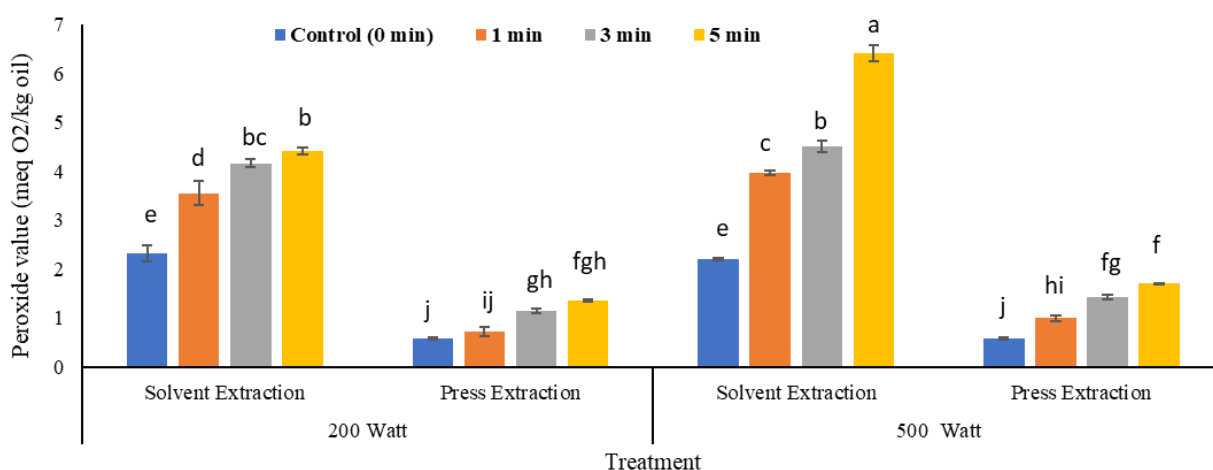 Peroxide value (meq O2/kg oil)
7
6
5
4
3
2
1
0
Control (0 min) 1 min 3 min 5 min
e d bc b
j ij gh fgh
e c b a
j hi fg f
Solvent Extraction Press Extraction Solvent Extraction Press Extraction
200 Watt 500 Watt
Treatment